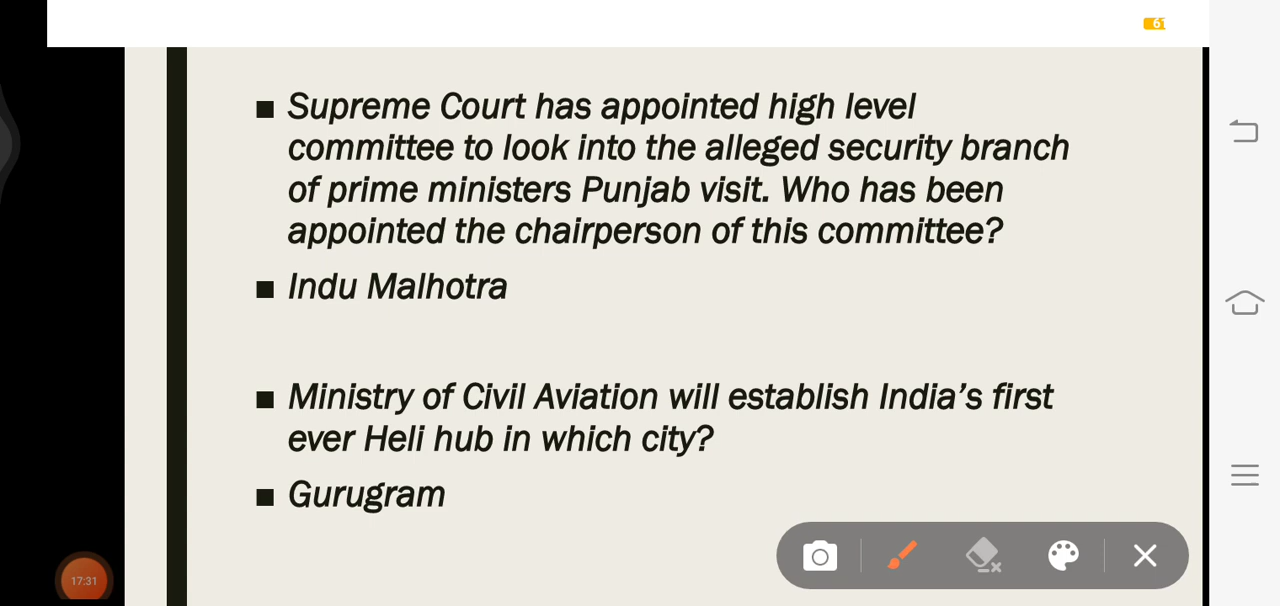 61
■ Supreme Court has appointed high level
committee to look into the alleged security branch
of prime ministers Punjab visit. Who has been
appointed the chairperson of this committee?
■ Indu Malhotra
■ Ministry of Civil Aviation will establish India’s first
ever Heli hub in which city?
■ Gurugram
17:31